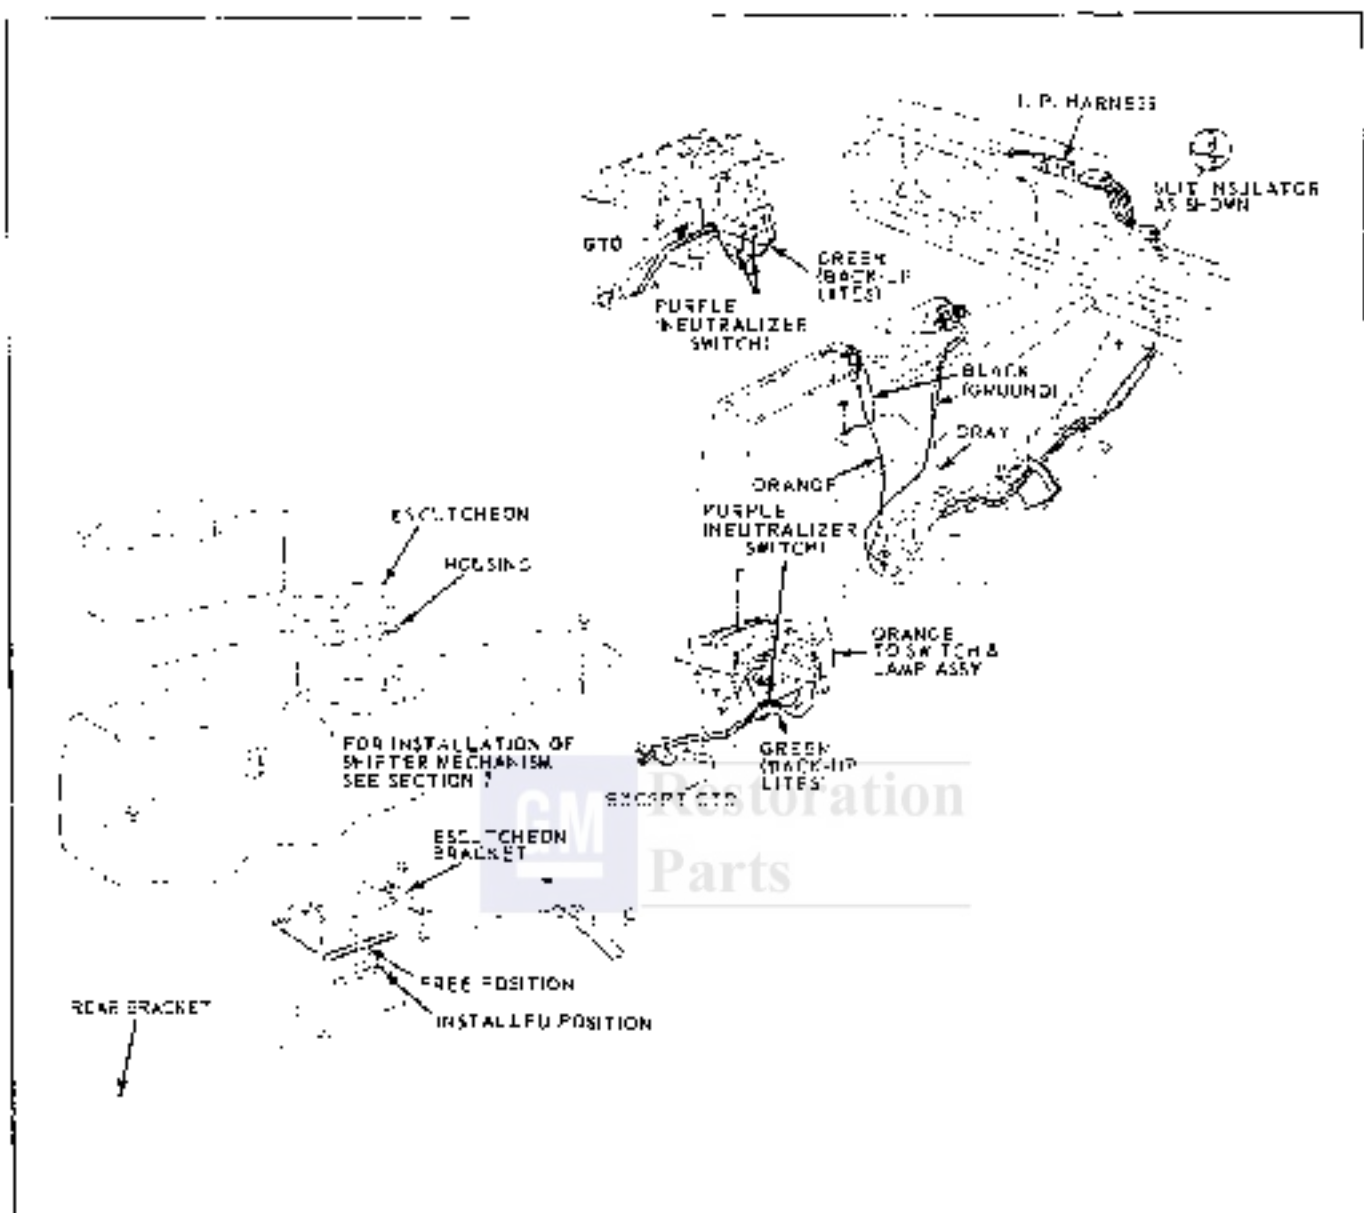 I. P. HARNESS
SLIT INSULATOR
AS SHOWN
GTO
GREEN
(BACK-UP
LITES)
PURPLE
(NEUTRALIZER
SWITCH)
BLACK
(GROUND)
GRAY
ORANGE
PURPLE
(NEUTRALIZER
SWITCH)
ESCUTCHEON
HOUSING
ORANGE
TO SWITCH &
LAMP ASSY
FOR INSTALLATION OF
SHIFTER MECHANISM
SEE SECTION 7
GREEN
(BACK-UP
LITES)
EXCEPT GTO
GM Restoration
Parts
ESCUTCHEON
BRACKET
FREE POSITION
REAR BRACKET
INSTALLED POSITION